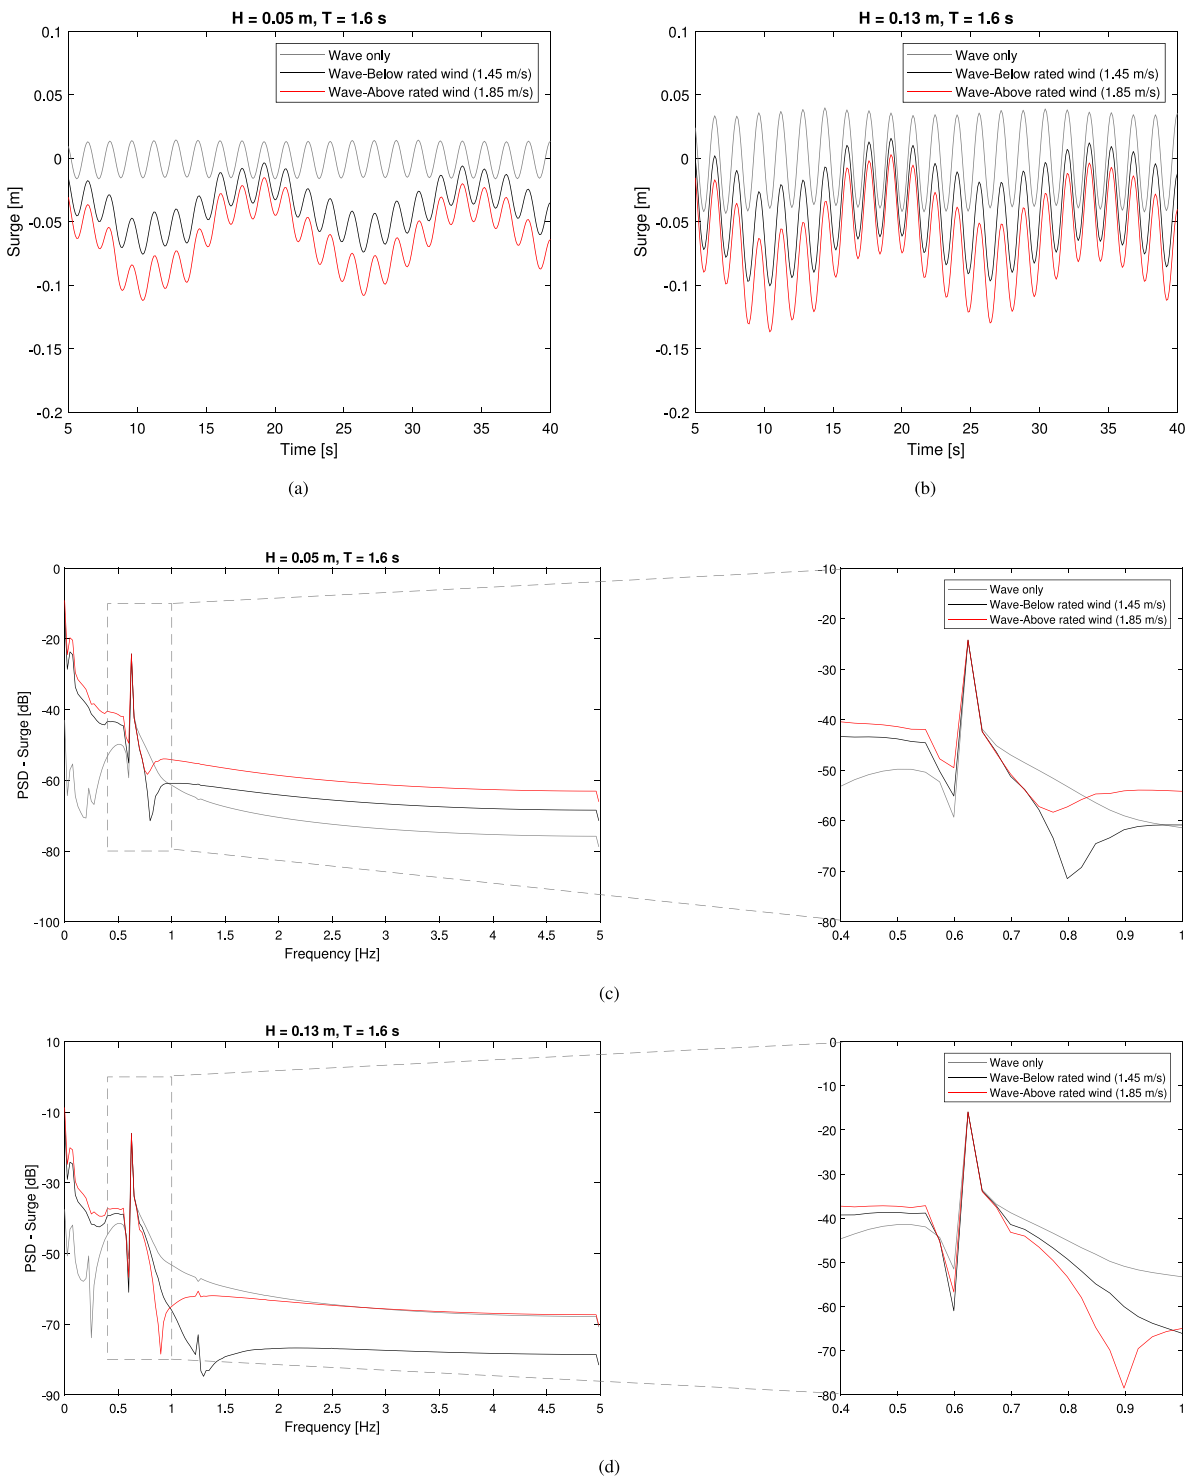 H = 0.05 m, T = 1.6 s
0.1
0.05
0
-0.05
-0.1
-0.15
-0.2
Surge [m]
Wave only
Wave-Below rated wind (1.45 m/s)
Wave-Above rated wind (1.85 m/s)
5 10 15 20 25 30 35 40
Time [s]
(a)
H = 0.13 m, T = 1.6 s
0.1
0.05
0
-0.05
-0.1
-0.15
-0.2
Surge [m]
Wave only
Wave-Below rated wind (1.45 m/s)
Wave-Above rated wind (1.85 m/s)
5 10 15 20 25 30 35 40
Time [s]
(b)
H = 0.05 m, T = 1.6 s
0
-20
-40
-60
-80
-100
PSD - Surge [dB]
0 0.5 1 1.5 2 2.5 3 3.5 4 4.5 5
Frequency [Hz]
-10
-20
-30
-40
-50
-60
-70
-80
Wave only
Wave-Below rated wind (1.45 m/s)
Wave-Above rated wind (1.85 m/s)
0.4 0.5 0.6 0.7 0.8 0.9 1
(c)
H = 0.13 m, T = 1.6 s
10
-10
-30
-50
-70
-90
PSD - Surge [dB]
0 0.5 1 1.5 2 2.5 3 3.5 4 4.5 5
Frequency [Hz]
0
-10
-20
-30
-40
-50
-60
-70
-80
Wave only
Wave-Below rated wind (1.45 m/s)
Wave-Above rated wind (1.85 m/s)
0.4 0.5 0.6 0.7 0.8 0.9 1
(d)